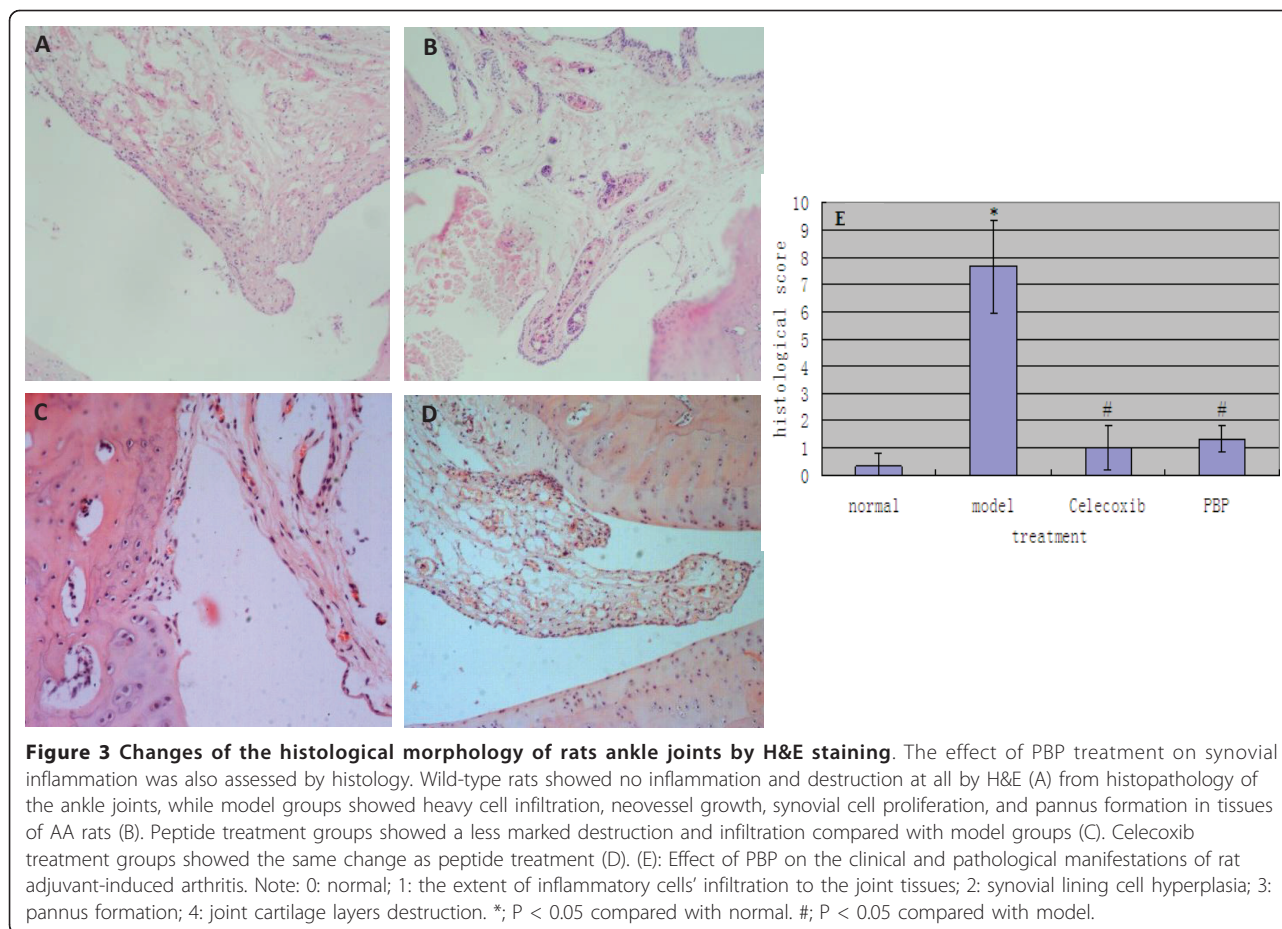 A
B
C
D
E
10
9
8
7
6
5
4
3
2
1
0
histological score
*
#
#
normal model Celecoxib PBP
treatment
Figure 3 Changes of the histological morphology of rats ankle joints by H&E staining. The effect of PBP treatment on synovial
inflammation was also assessed by histology. Wild-type rats showed no inflammation and destruction at all by H&E (A) from histopathology of
the ankle joints, while model groups showed heavy cell infiltration, neovessel growth, synovial cell proliferation, and pannus formation in tissues
of AA rats (B). Peptide treatment groups showed a less marked destruction and infiltration compared with model groups (C). Celecoxib
treatment groups showed the same change as peptide treatment (D). (E): Effect of PBP on the clinical and pathological manifestations of rat
adjuvant-induced arthritis. Note: 0: normal; 1: the extent of inflammatory cells’ infiltration to the joint tissues; 2: synovial lining cell hyperplasia; 3:
pannus formation; 4: joint cartilage layers destruction. *; P < 0.05 compared with normal. #; P < 0.05 compared with model.